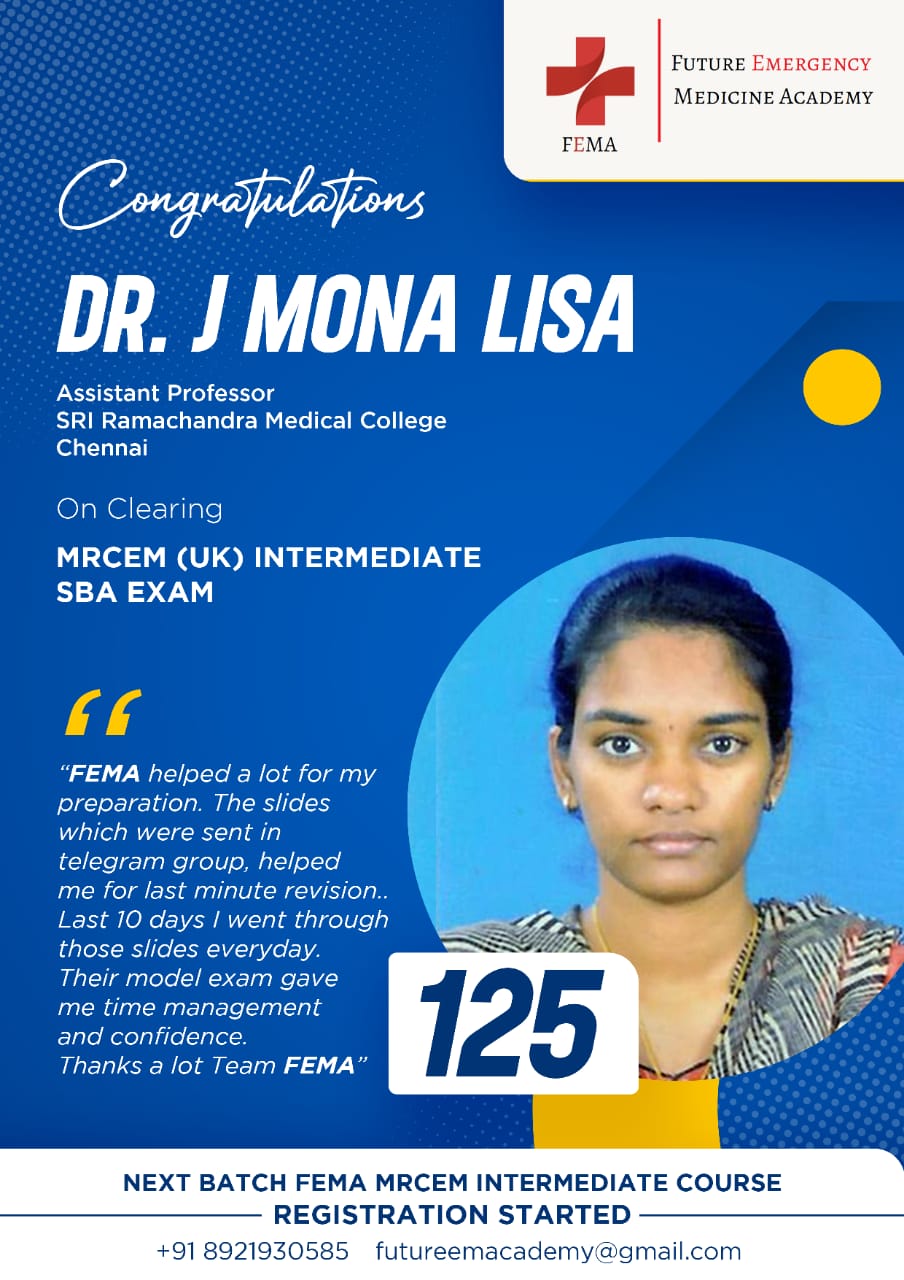 FEMA
FUTURE EMERGENCY
MEDICINE ACADEMY
Congratulations
DR. J MONA LISA
Assistant Professor
SRI Ramachandra Medical College
Chennai
On Clearing
MRCEM (UK) INTERMEDIATE
SBA EXAM
“
“FEMA helped a lot for my
preparation. The slides
which were sent in
telegram group, helped
me for last minute revision..
Last 10 days I went through
those slides everyday.
Their model exam gave
me time management
and confidence.
Thanks a lot Team FEMA”
125
NEXT BATCH FEMA MRCEM INTERMEDIATE COURSE
REGISTRATION STARTED
+91 8921930585 futureemacademy@gmail.com